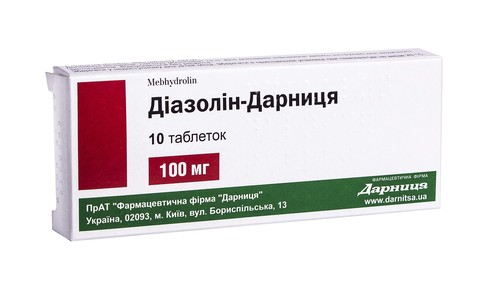 Mebhydrolin
Діазолін-Дарниця
10 таблеток
100 мг
ПрАТ "Фармацевтична фірма "Дарниця"
Україна, 02093, м. Київ, вул. Бориспільська, 13
ФАРМАЦЕВТИЧНА ФІРМА
Дарниця
www.darnitsa.ua